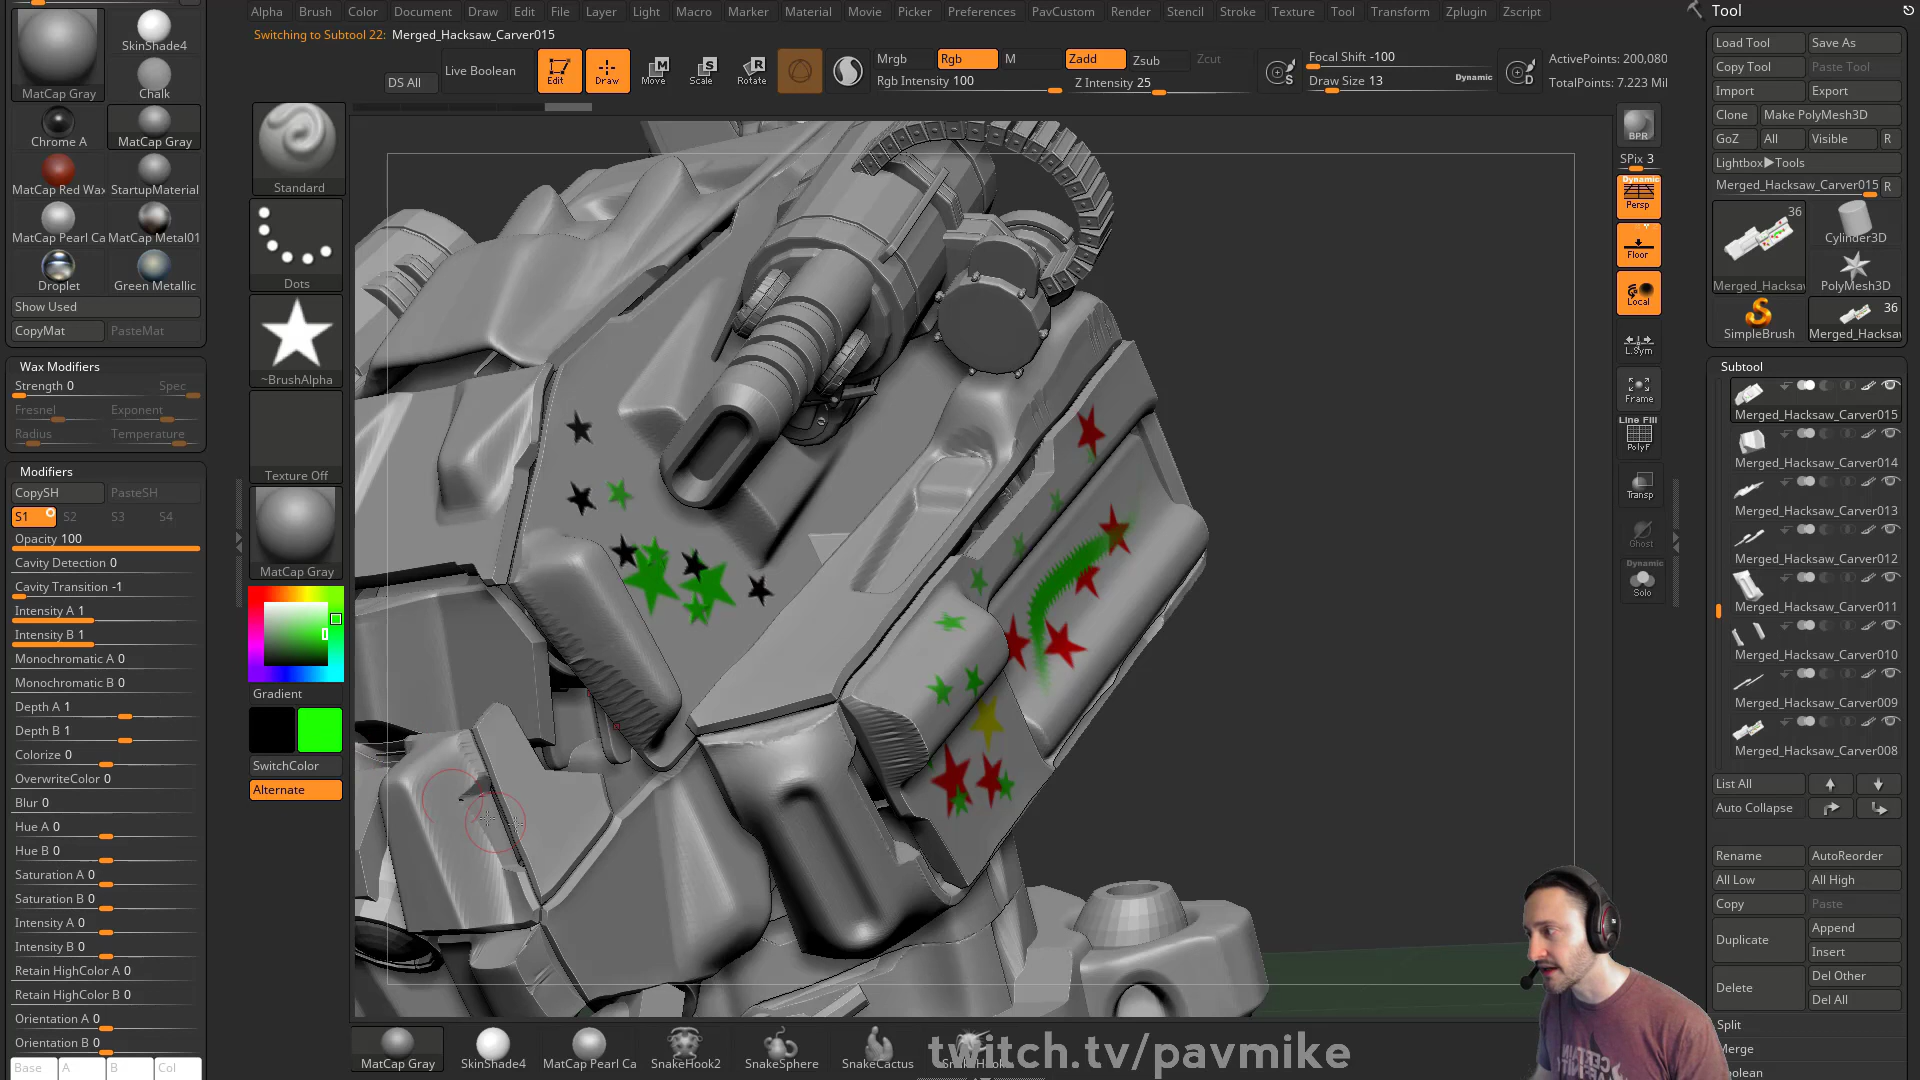 Alpha Brush Color Document Draw Edit File Layer Light Macro Marker Material Movie Picker Preferences PavCustom Render Stencil Stroke Texture Tool Transform Zplugin Zscript
Switching to Subtool 22: Merged_Hacksaw_Carver015
DS All
Live Boolean
Edit
Draw
Move
Scale
Rotate
Mrgb Rgb M Zadd Zsub Zcut
Rgb Intensity 100 Z Intensity 25
Focal Shift -100
Draw Size 13 Dynamic
ActivePoints: 200,080
TotalPoints: 7.223 Mil
MatCap Gray
SkinShade4
Chalk
Chrome A MatCap Gray
MatCap Red Wax StartupMaterial
MatCap Pearl Ca MatCap Metal01
Droplet Green Metallic
Show Used
CopyMat PasteMat
Wax Modifiers
Strength 0 Spec
Fresnel Exponent
Radius Temperature
Modifiers
CopySH PasteSH
S1 S2 S3 S4
Opacity 100
Cavity Detection 0
Cavity Transition -1
Intensity A 1
Intensity B 1
Monochromatic A 0
Monochromatic B 0
Depth A 1
Depth B 1
Colorize 0
OverwriteColor 0
Blur 0
Hue A 0
Hue B 0
Saturation A 0
Saturation B 0
Intensity A 0
Intensity B 0
Retain HighColor A 0
Retain HighColor B 0
Orientation A 0
Orientation B 0
Base A B Col
Standard
Dots
~BrushAlpha
Texture Off
MatCap Gray
Gradient
SwitchColor
Alternate
BPR
SPix 3
Dynamic
Persp
Floor
Local
L.Sym
Frame
Line Fill
PolyF
Transp
Ghost
Dynamic
Solo
Tool
Load Tool Save As
Copy Tool Paste Tool
Import Export
Clone Make PolyMesh3D
GoZ All Visible R
Lightbox▶Tools
Merged_Hacksaw_Carver015 R
36
Merged_Hacksaw
Cylinder3D
PolyMesh3D
SimpleBrush
36
Merged_Hacksaw
Subtool
Merged_Hacksaw_Carver015
Merged_Hacksaw_Carver014
Merged_Hacksaw_Carver013
Merged_Hacksaw_Carver012
Merged_Hacksaw_Carver011
Merged_Hacksaw_Carver010
Merged_Hacksaw_Carver009
Merged_Hacksaw_Carver008
List All
Auto Collapse
Rename AutoReorder
All Low All High
Copy Paste
Duplicate Append
Insert
Delete Del Other
Del All
Split
Merge
Boolean
MatCap Gray SkinShade4 MatCap Pearl Ca SnakeHook2 SnakeSphere SnakeCactus
twitch.tv/pavmike